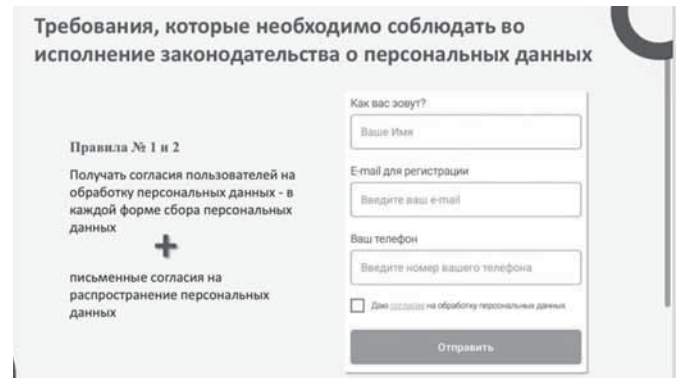 Требования, которые необходимо соблюдать во
исполнение законодательства о персональных данных
Правила № 1 и 2
Получать согласия пользователей на
обработку персональных данных - в
каждой форме сбора персональных
данных
+
письменные согласия на
распространение персональных
данных
Как вас зовут?
Ваше Имя
E-mail для регистрации
Введите ваш e-mail
Ваш телефон
Введите номер вашего телефона
Даю согласие на обработку персональных данных
Отправить